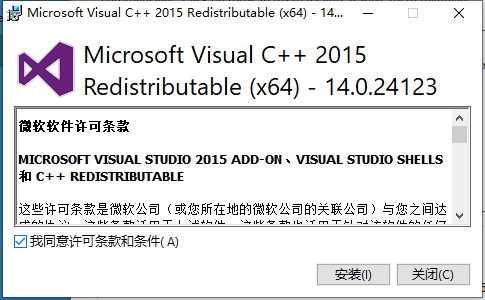 Microsoft Visual C++ 2015 Redistributable (x64) - 14...
Microsoft Visual C++ 2015
Redistributable (x64) - 14.0.24123
微软软件许可条款
MICROSOFT VISUAL STUDIO 2015 ADD-ON、VISUAL STUDIO SHELLS
和 C++ REDISTRIBUTABLE
这些许可条款是微软公司（或您所在地的微软公司的关联公司）与您之间达
我同意许可条款和条件(A)
安装(I)
关闭(C)